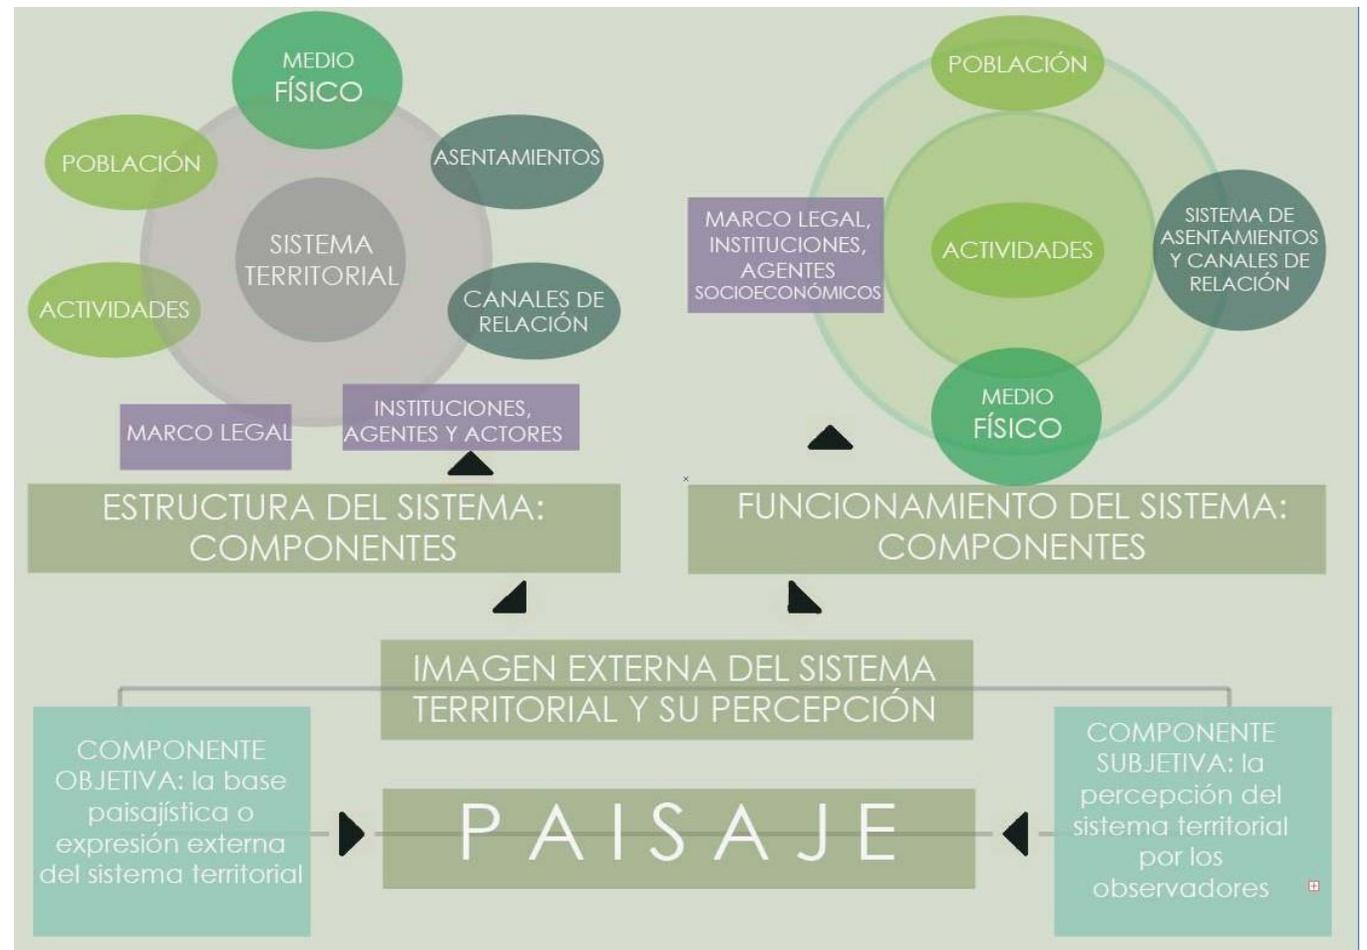 MEDIO
FÍSICO
POBLACIÓN
ASENTAMIENTOS
SISTEMA
TERRITORIAL
ACTIVIDADES
CANALES DE
RELACIÓN
MARCO LEGAL
INSTITUCIONES,
AGENTES Y ACTORES
ESTRUCTURA DEL SISTEMA:
COMPONENTES
POBLACIÓN
MARCO LEGAL,
INSTITUCIONES,
AGENTES
SOCIOECONÓMICOS
ACTIVIDADES
SISTEMA DE
ASENTAMIENTOS
Y CANALES DE
RELACIÓN
MEDIO
FÍSICO
FUNCIONAMIENTO DEL SISTEMA:
COMPONENTES
IMAGEN EXTERNA DEL SISTEMA
TERRITORIAL Y SU PERCEPCIÓN
COMPONENTE
OBJETIVA: la base
paisajística o
expresión externa
del sistema territorial
PAISAJE
COMPONENTE
SUBJETIVA: la
percepción del
sistema territorial
por los
observadores